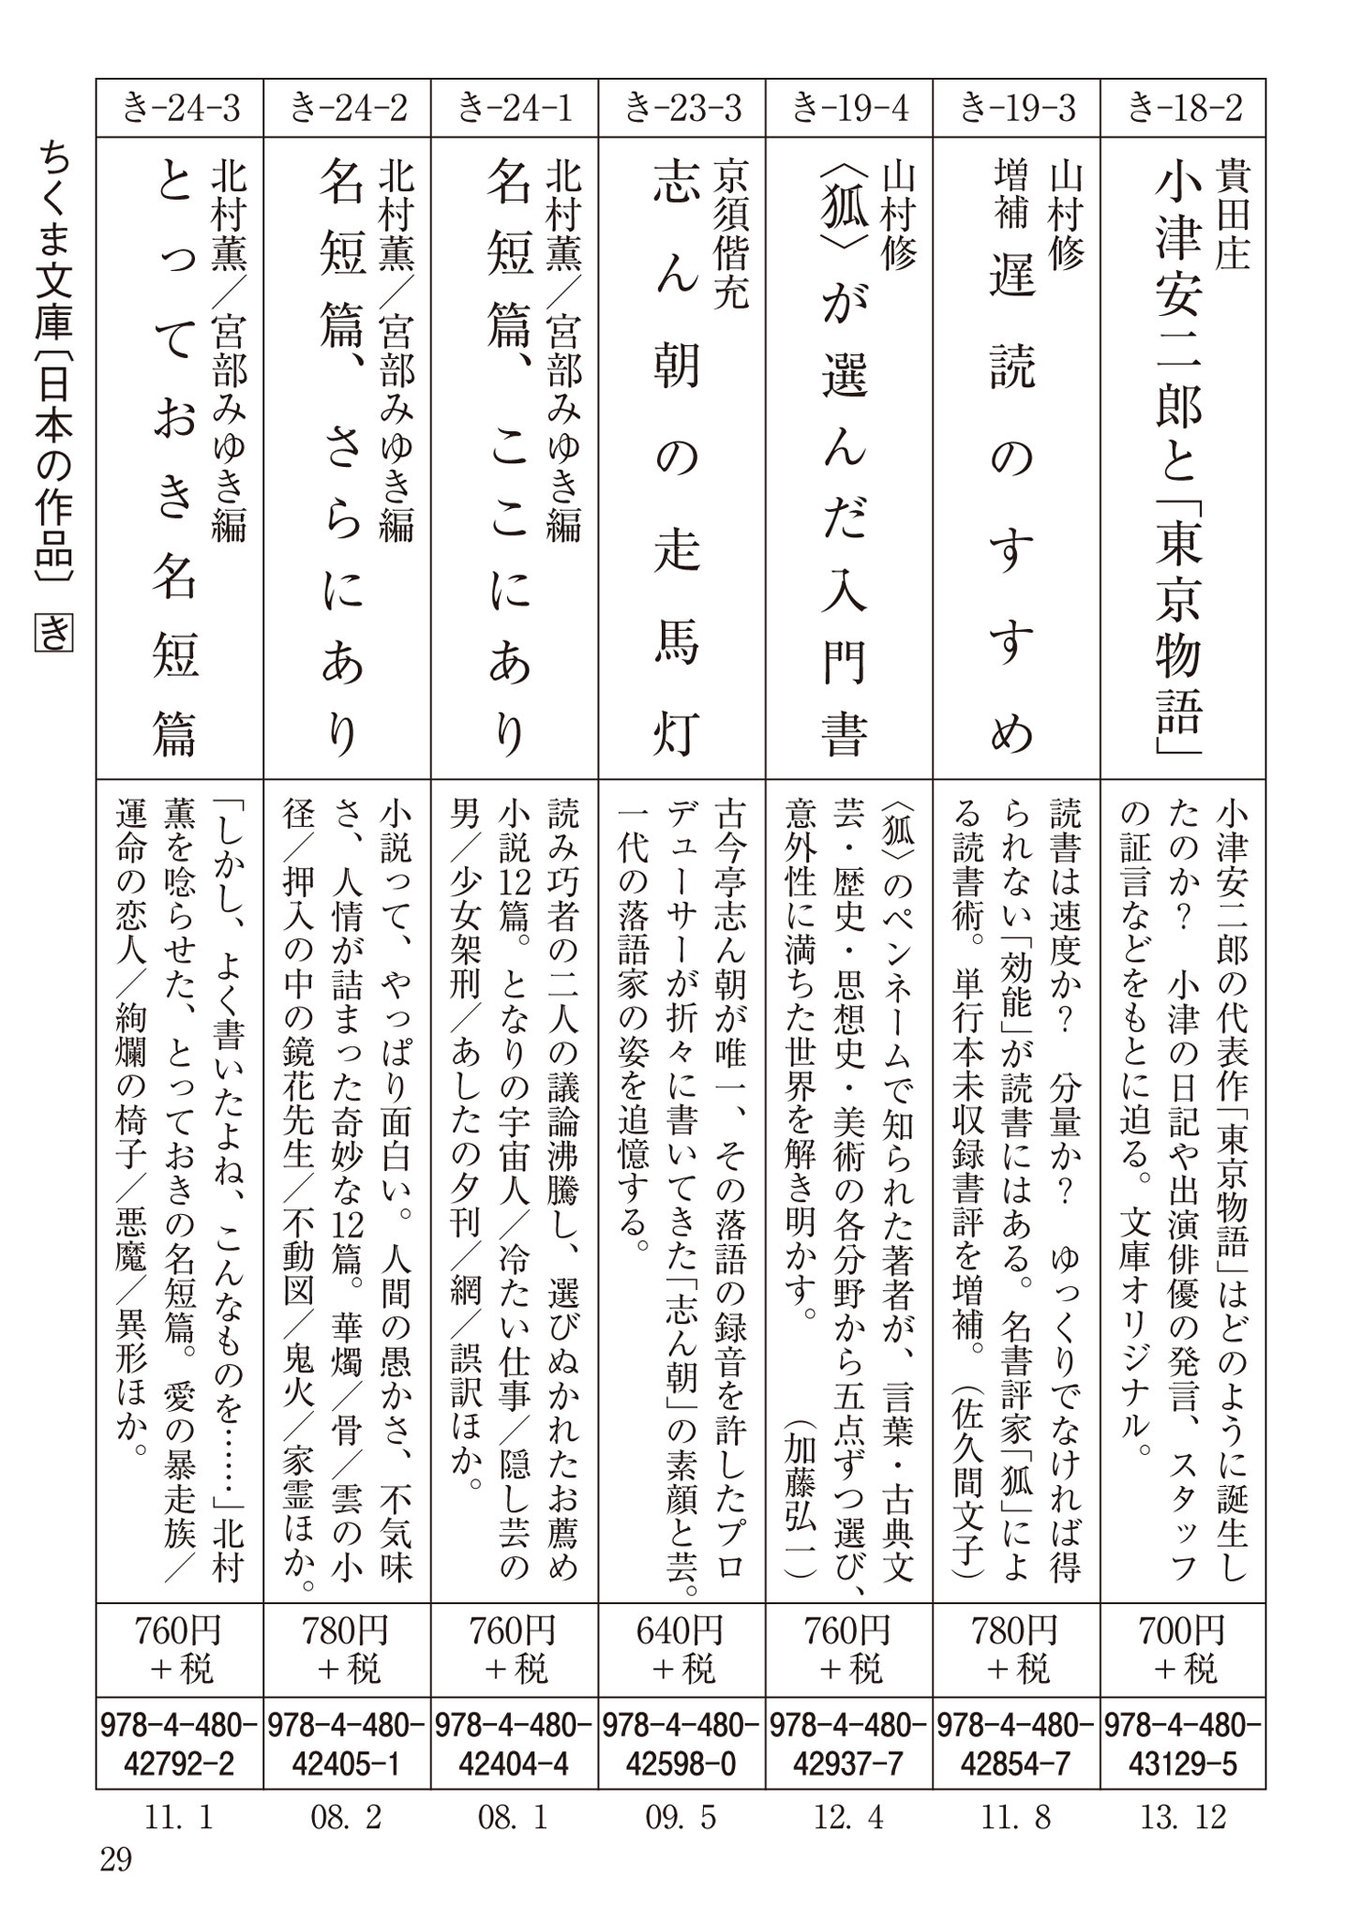 き-18-2
貴田庄
小津安二郎と「東京物語」
小津安二郎の代表作「東京物語」はどのように誕生し
たのか？　小津の日記や出演俳優の発言、スタッフ
の証言などをもとに迫る。文庫オリジナル。
700円
+税
978-4-480-
43129-5
13. 12
き-19-3
山村修
増補 遅読のすすめ
読書は速度か？　分量か？　ゆっくりでなければ得
られない「効能」が読書にはある。名書評家「狐」によ
る読書術。単行本未収録書評を増補。（佐久間文子）
780円
+税
978-4-480-
42854-7
11. 8
き-19-4
山村修
〈狐〉が選んだ入門書
〈狐〉のペンネームで知られた著者が、言葉・古典文
芸・歴史・思想史・美術の各分野から五点ずつ選び、
意外性に満ちた世界を解き明かす。（加藤弘一）
760円
+税
978-4-480-
42937-7
12. 4
き-23-3
京須偕充
志ん朝の走馬灯
古今亭志ん朝が唯一、その落語の録音を許したプロ
デューサーが折々に書いてきた「志ん朝」の素顔と芸。
一代の落語家の姿を追憶する。
640円
+税
978-4-480-
42598-0
09. 5
き-24-1
北村薫／宮部みゆき編
名短篇、ここにあり
読み巧者の二人の議論沸騰し、選びぬかれたお薦め
小説12篇。となりの宇宙人／冷たい仕事／隠し芸の
男／少女架刑／あしたの夕刊／網／誤訳ほか。
760円
+税
978-4-480-
42404-4
08. 1
き-24-2
北村薫／宮部みゆき編
名短篇、さらにあり
小説って、やっぱり面白い。人間の愚かさ、不気味
さ、人情が詰まった奇妙な12篇。華燭／骨／雲の小
径／押入の中の鏡花先生／不動図／鬼火／家霊ほか。
780円
+税
978-4-480-
42405-1
08. 2
き-24-3
北村薫／宮部みゆき編
とっておき名短篇
「しかし、よく書いたよね、こんなものを……」北村
薫を唸らせた、とっておきの名短篇。愛の暴走族／
運命の恋人／絢爛の椅子／悪魔／異形ほか。
760円
+税
978-4-480-
42792-2
11. 1
ちくま文庫〔日本の作品〕 き
29